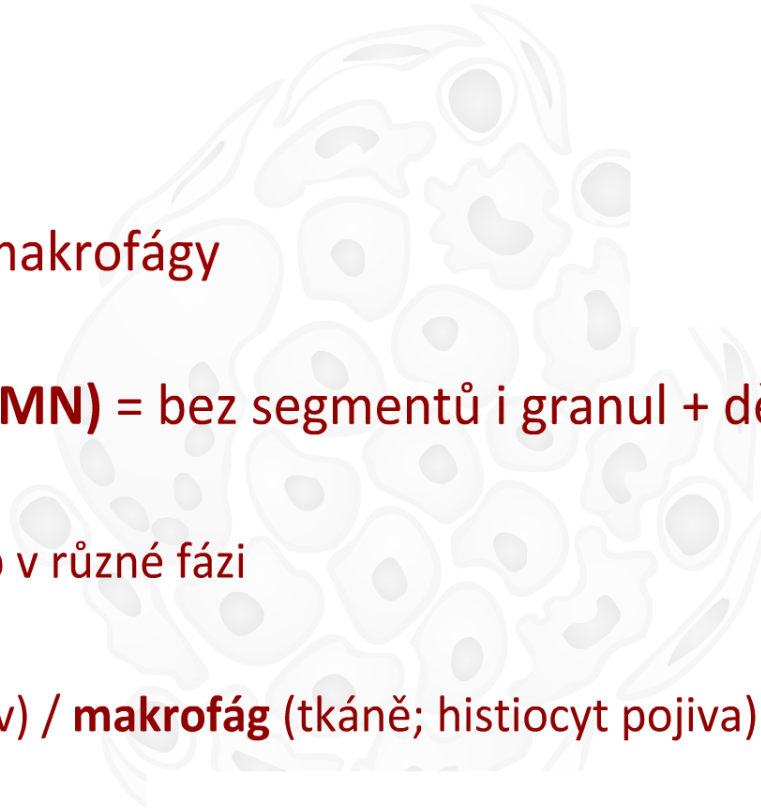 makrofágy
MN) = bez segmentů i granul + dě
v různé fázi
v) / makrofág (tkáně; histiocyt pojiva)